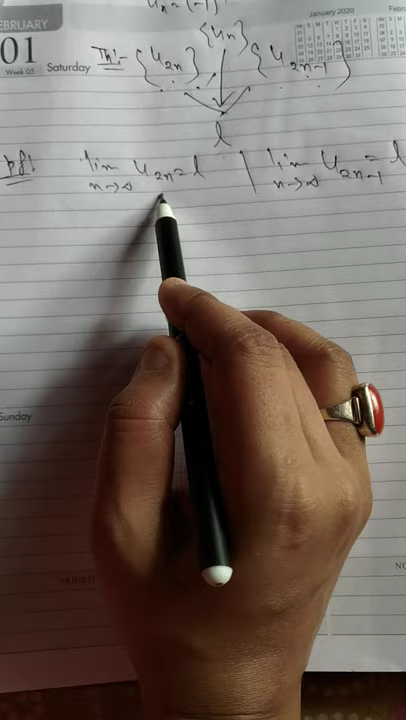 uₙ = (-1)
January 2020
FEBRUARY
01
Week 05 Saturday
Th:- {u₂ₙ} {uₙ} {u₂ₙ₋₁}
l
pf:
lim n→∞ u₂ₙ = l | lim n→∞ u₂ₙ₋₁ = l
Sunday